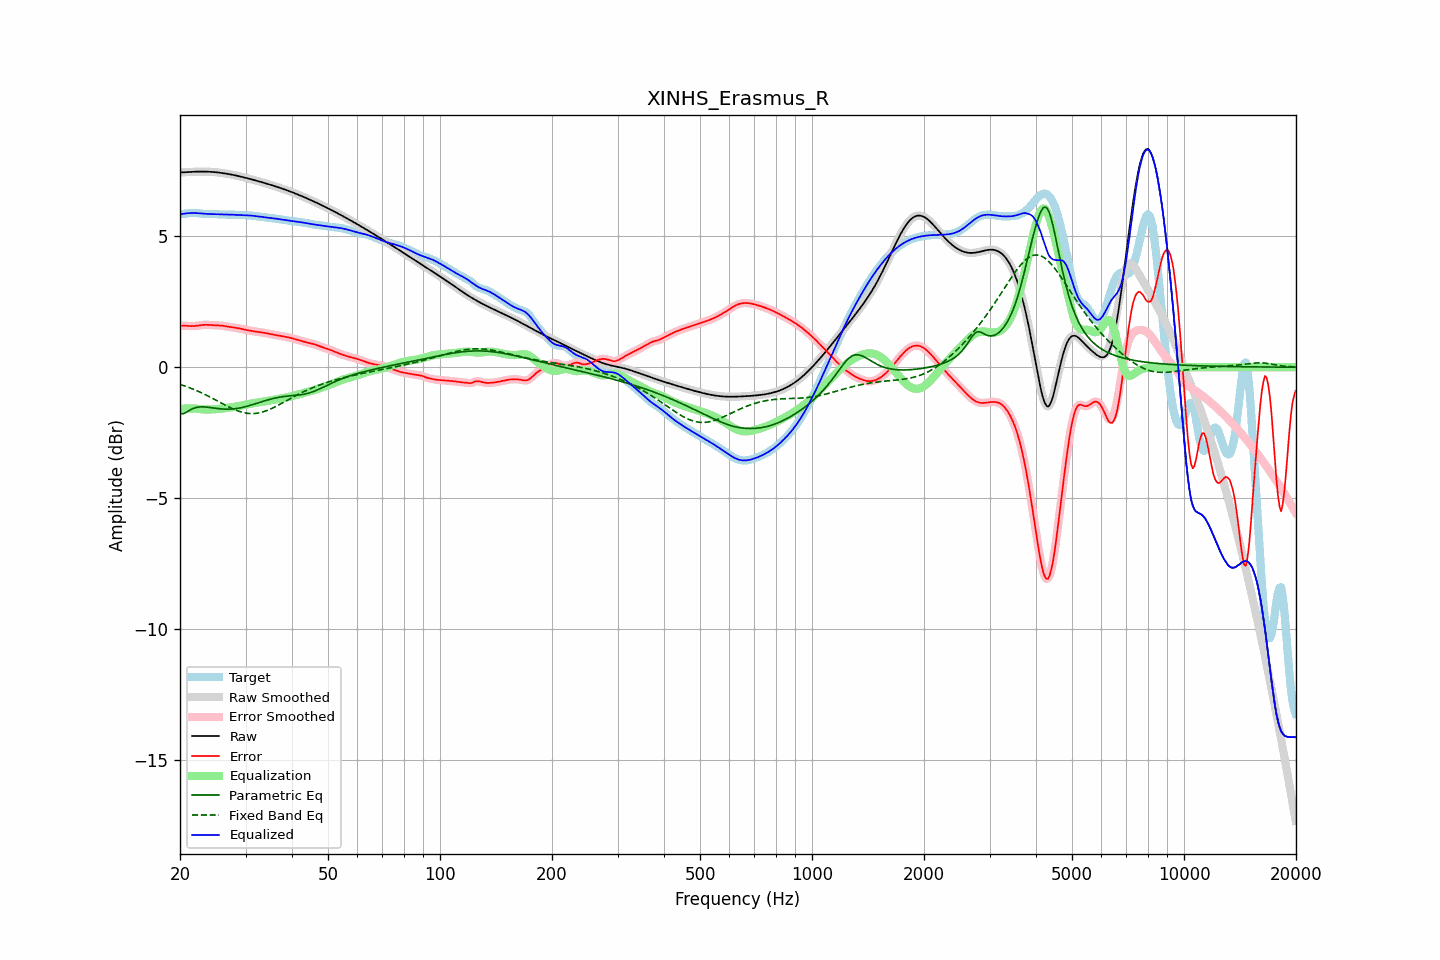 XINHS_Erasmus_R
Amplitude (dBr)
5
0
−5
−10
−15
Target
Raw Smoothed
Error Smoothed
Raw
Error
Equalization
Parametric Eq
Fixed Band Eq
Equalized
20 50 100 200 500 1000 2000 5000 10000 20000
Frequency (Hz)